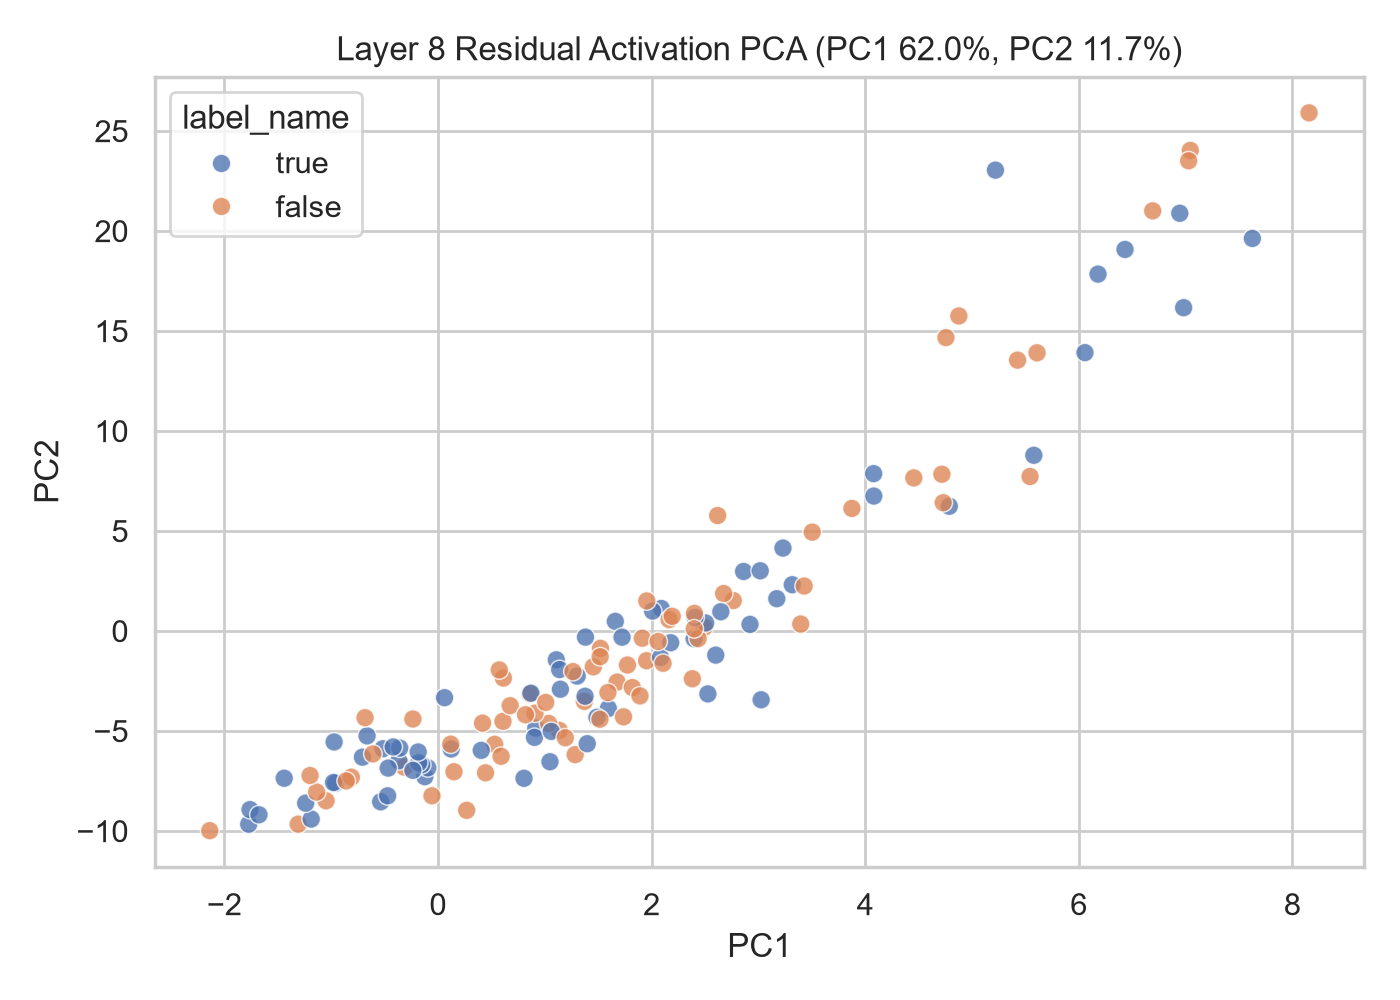 Layer 8 Residual Activation PCA (PC1 62.0%, PC2 11.7%)
label_name
true
false
25
20
15
10
5
0
−5
−10
PC2
−2 0 2 4 6 8
PC1